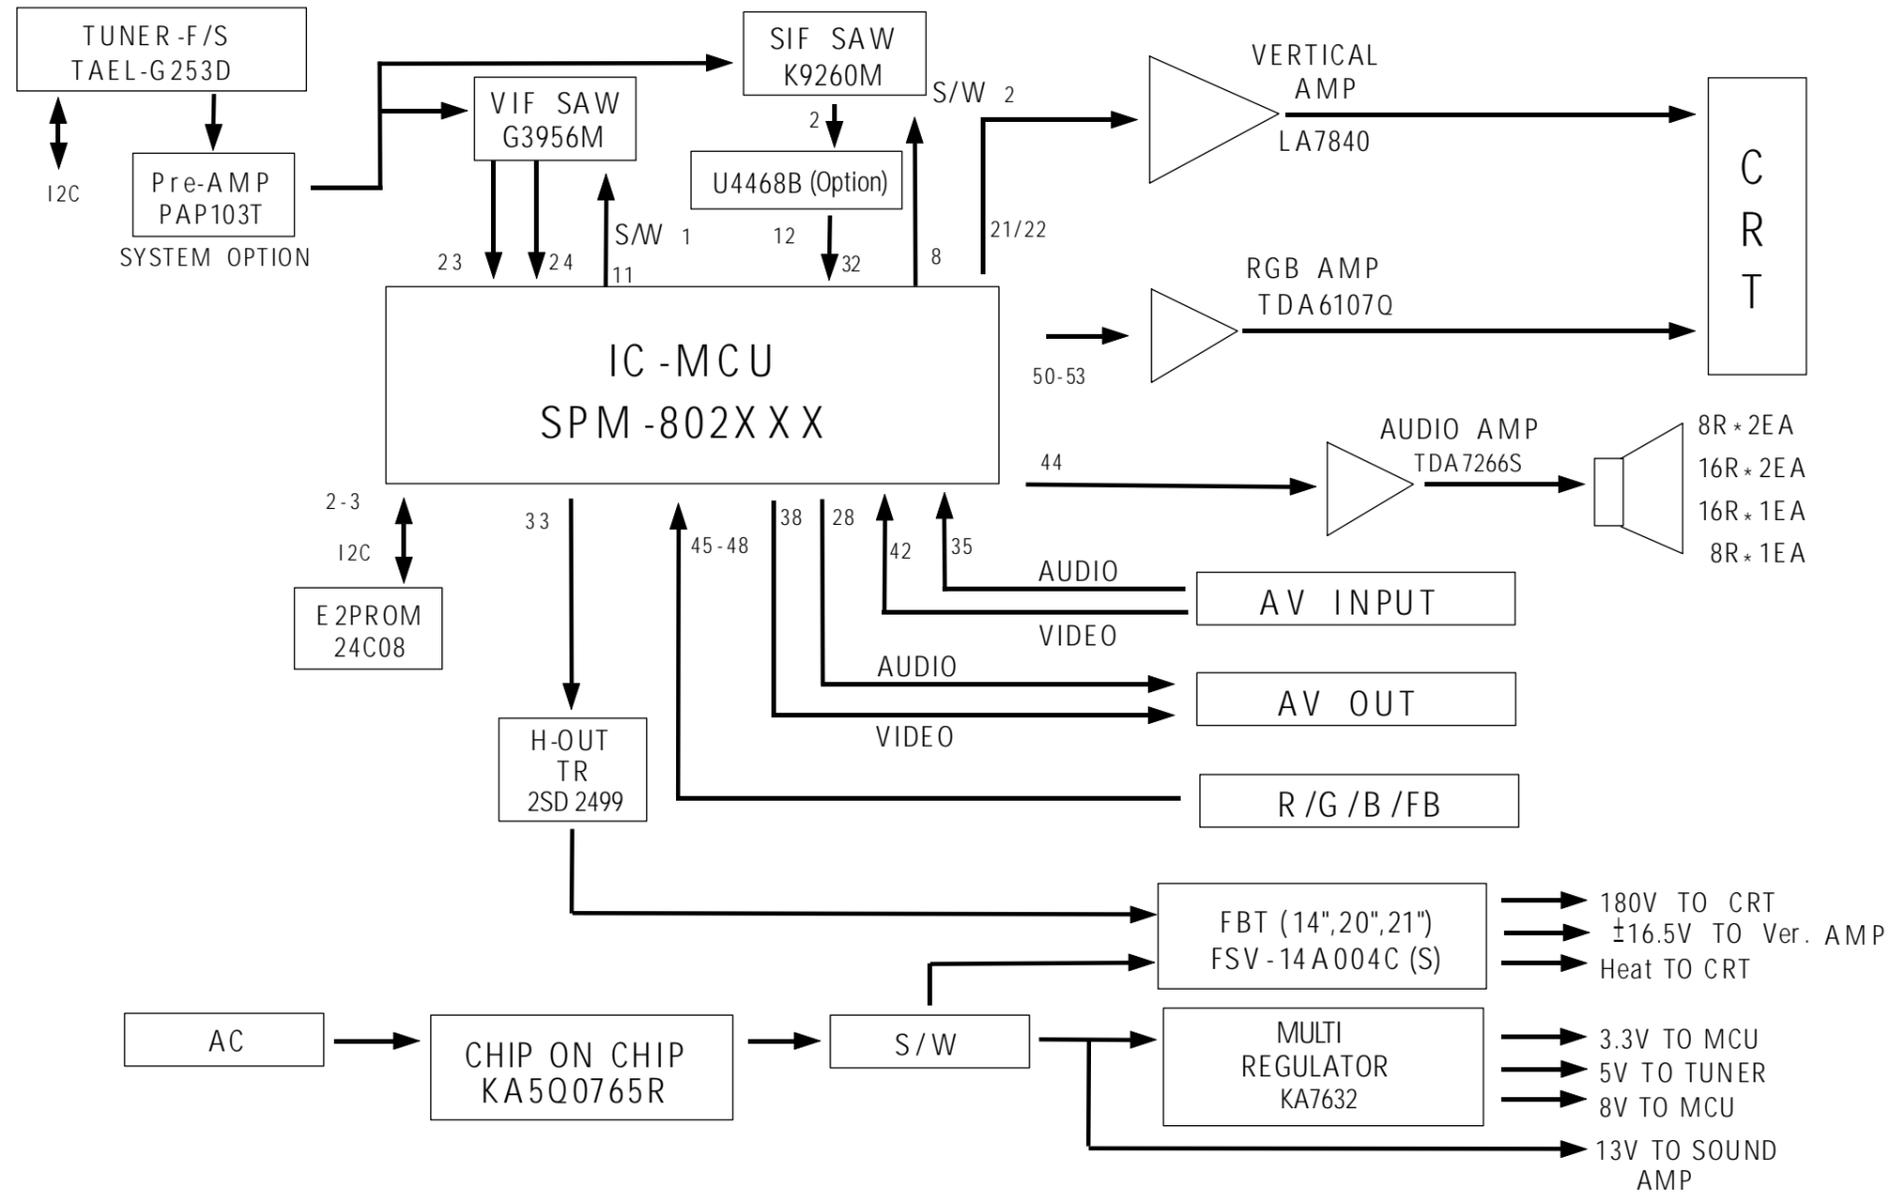 TUNER-F/S
TAEL-G253D
I2C
Pre-AMP
PAP103T
SYSTEM OPTION
VIF SAW
G3956M
SIF SAW
K9260M
S/W 2
2
U4468B (Option)
23
24
S/W 1
11
12
32
8
21/22
VERTICAL
AMP
LA7840
RGB AMP
TDA6107Q
50-53
C
R
T
IC-MCU
SPM-802XXX
44
AUDIO AMP
TDA7266S
8R*2EA
16R*2EA
16R*1EA
8R*1EA
2-3
I2C
E2PROM
24C08
33
45-48
38
28
42
35
AUDIO
VIDEO
AV INPUT
AUDIO
VIDEO
AV OUT
R/G/B/FB
H-OUT
TR
2SD2499
FBT (14",20",21")
FSV-14A004C (S)
180V TO CRT
±16.5V TO Ver. AMP
Heat TO CRT
AC
CHIP ON CHIP
KA5Q0765R
S/W
MULTI
REGULATOR
KA7632
3.3V TO MCU
5V TO TUNER
8V TO MCU
13V TO SOUND
AMP